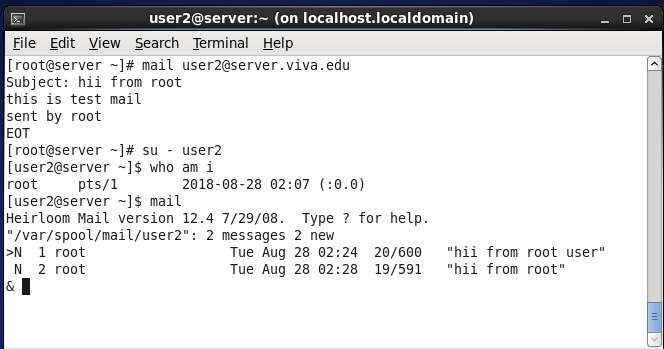 user2@server:~ (on localhost.localdomain)
File Edit View Search Terminal Help
[root@server ~]# mail user2@server.viva.edu
Subject: hii from root
this is test mail
sent by root
EOT
[root@server ~]# su - user2
[user2@server ~]$ who am i
root     pts/1        2018-08-28 02:07 (:0.0)
[user2@server ~]$ mail
Heirloom Mail version 12.4 7/29/08.  Type ? for help.
"/var/spool/mail/user2": 2 messages 2 new
>N  1 root                  Tue Aug 28 02:24  20/600   "hii from root user"
 N  2 root                  Tue Aug 28 02:28  19/591   "hii from root"
&